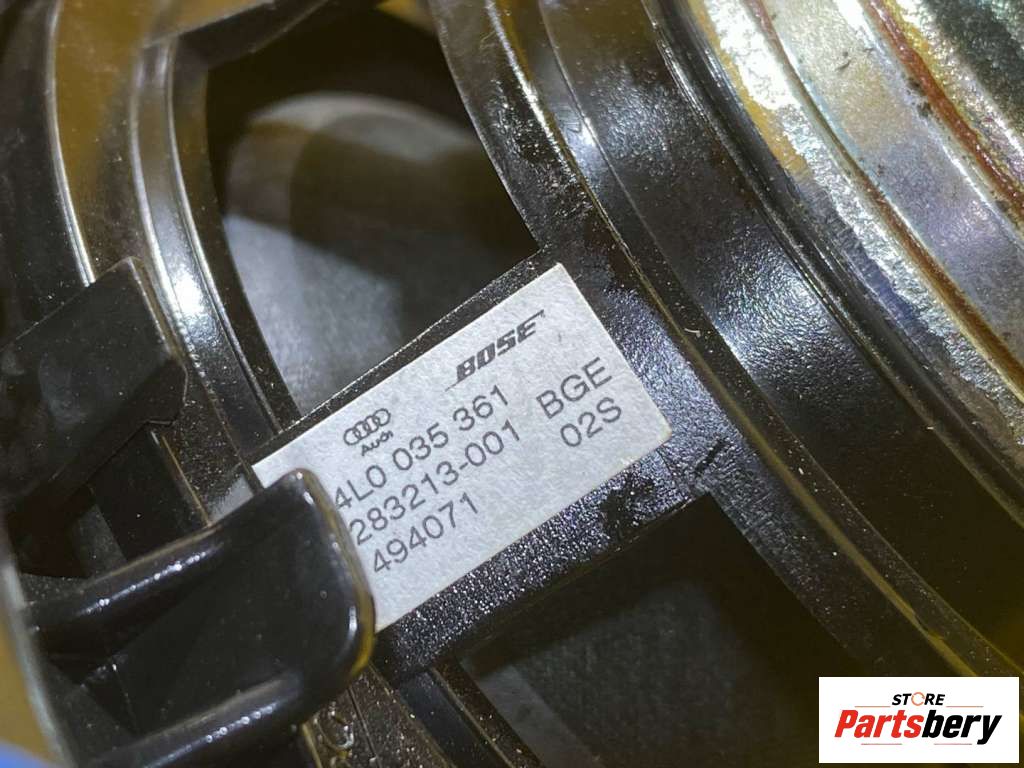 BOSE
Audi
4L0 035 361
283213-001 BGE
494071 02S
STORE
Partsbery